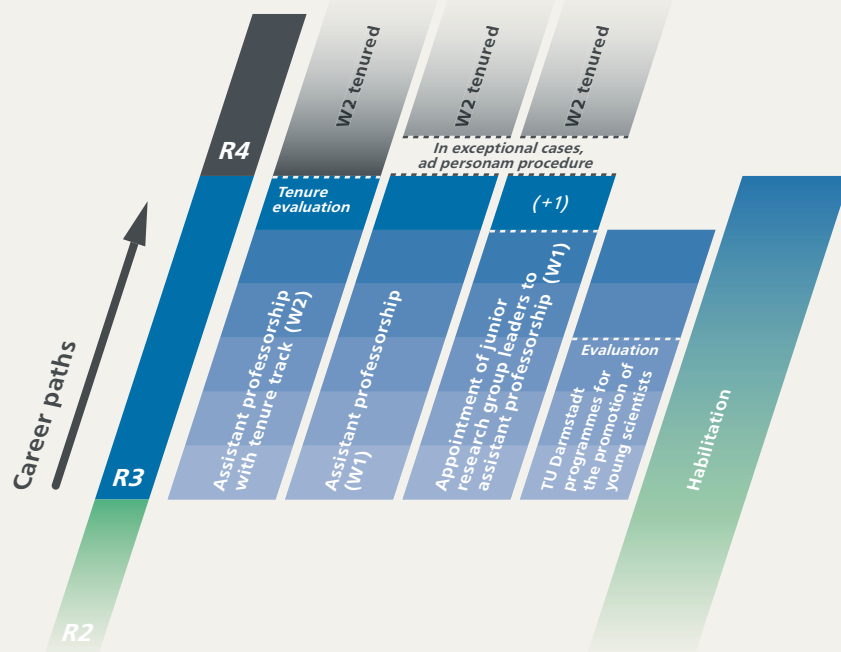 W2 tenured
W2 tenured
W2 tenured
R4
In exceptional cases,
ad personam procedure
Tenure
evaluation
(+1)
Career paths
R3
Assistant professorship
with tenure track (W2)
Assistant professorship
(W1)
Appointment of junior
research group leaders to
assistant professorship (W1)
Evaluation
TU Darmstadt
programmes for
the promotion of
young scientists
Habilitation
R2